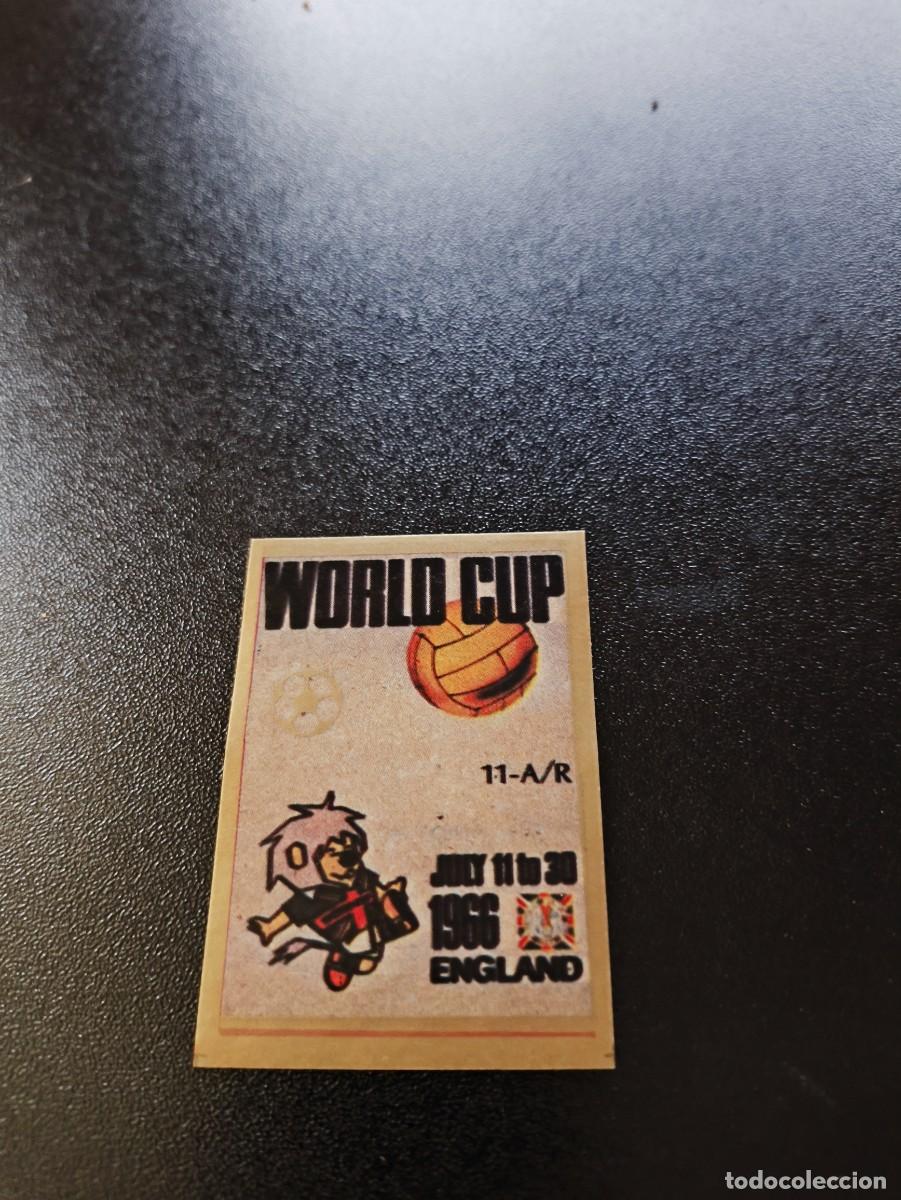 WORLD CUP
11-A/R
JULY 11 to 30
1966
ENGLAND
todocoleccion